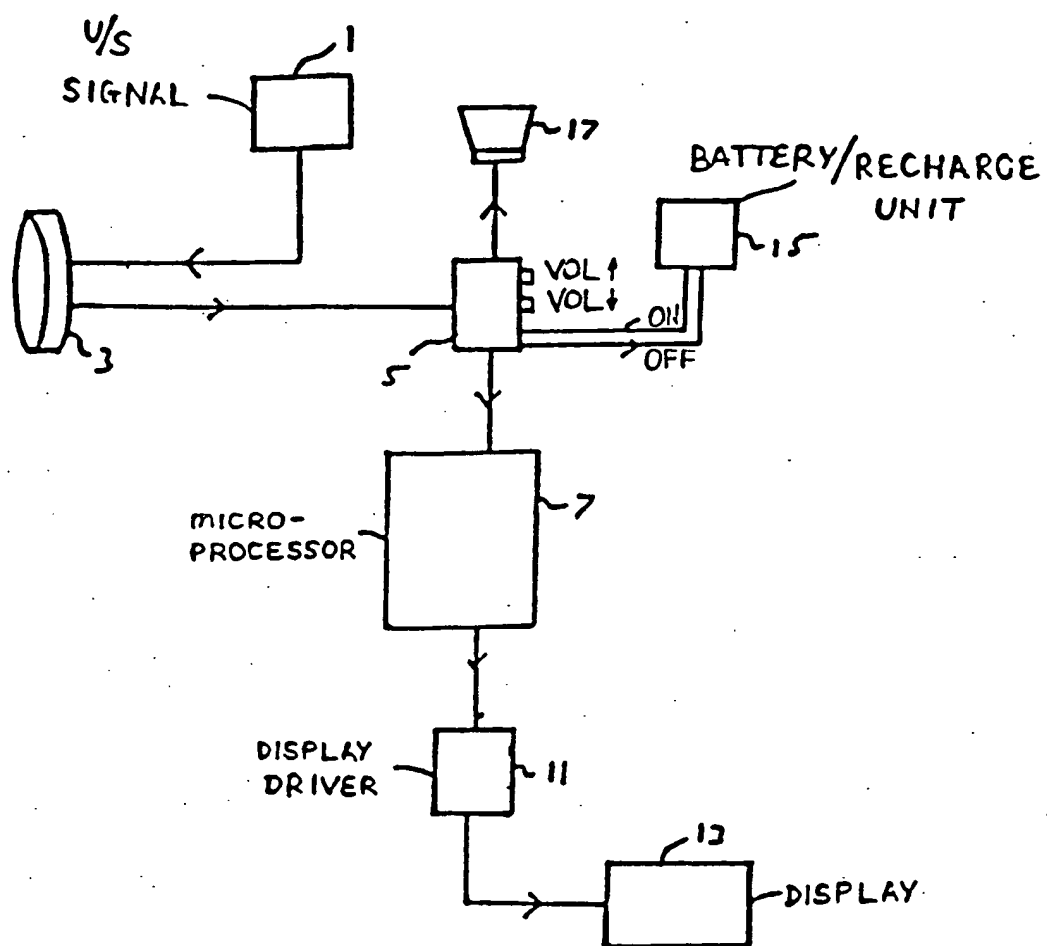 U/S
SIGNAL
1
17
BATTERY/RECHARGE
UNIT
15
VOL ↑
VOL ↓
ON
OFF
3
5
MICRO-
PROCESSOR
7
DISPLAY
DRIVER
11
13
DISPLAY